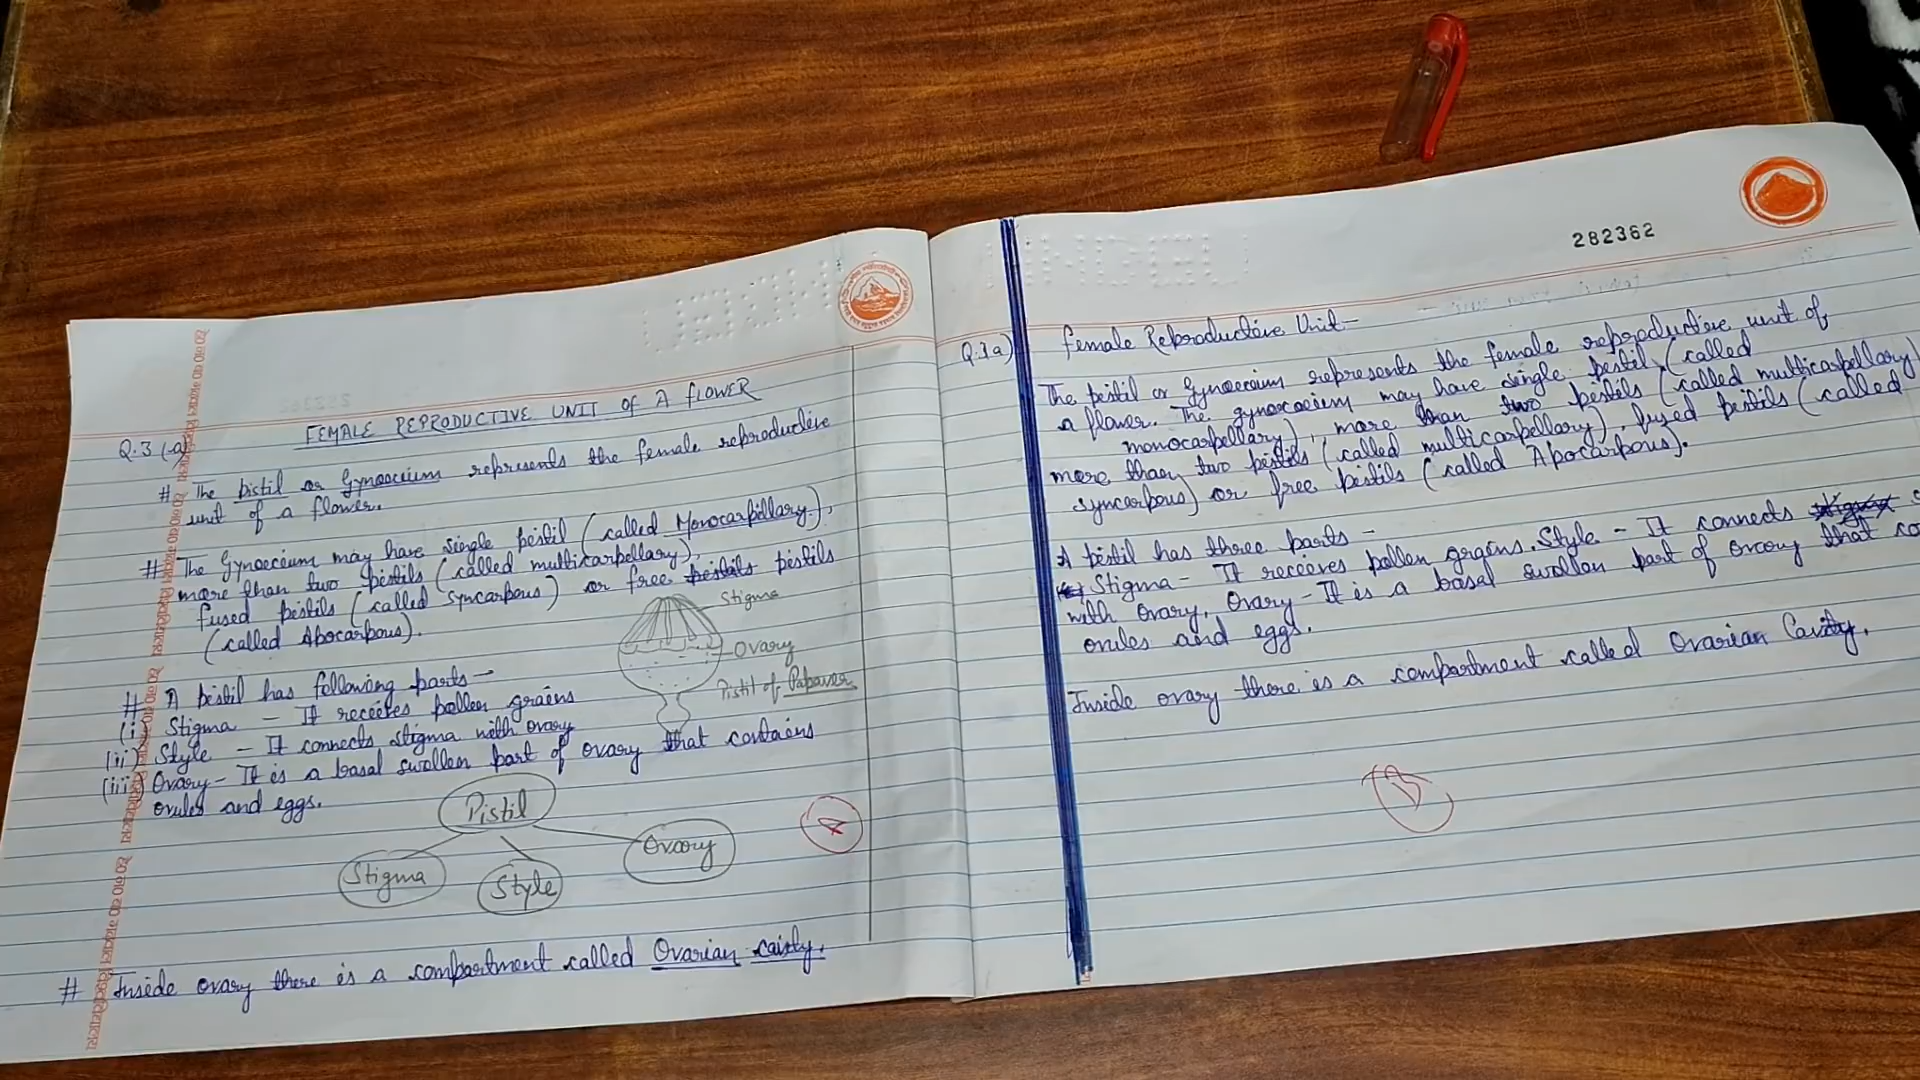 Q.3 (a)
FEMALE REPRODUCTIVE UNIT of A flOWER
# The pistil or Gynoecium represents the female reproductive
unit of a flower.
# The Gynoecium may have single pistil (called Monocarpillary),
more than two pistils (called multicarpellary),
fused pistils (called Syncarpous) or free pistils pistils
(called Apocarpous).
Stigma
Ovary
Pistil of Papaver
# A pistil has following parts-
(i) Stigma - It receives pollen grains
(ii) Style - It connects stigma with ovary
(iii) Ovary - It is a basal swollen part of ovary that contains
ovules and eggs.
Pistil
Stigma
Style
Ovary
# Inside ovary there is a compartment called Ovarian cavity.
282362
Q.3a) female Reproductive Unit-
The pistil or Gynoecium represents the female reproductive unit of
a flower. The gynoecium may have single pistil (called
monocarpellary), more than two pistils (called multicarpellary)
more than two pistils (called multicarpellary), fused pistils (called
syncarpous) or free pistils (called Apocarpous).
A pistil has three parts -
Stigma - It receives pollen grains. Style - It connects
with ovary. Ovary - It is a basal swollen part of ovary that co
ovules and eggs.
Inside ovary there is a compartment called Ovarian Cavity.